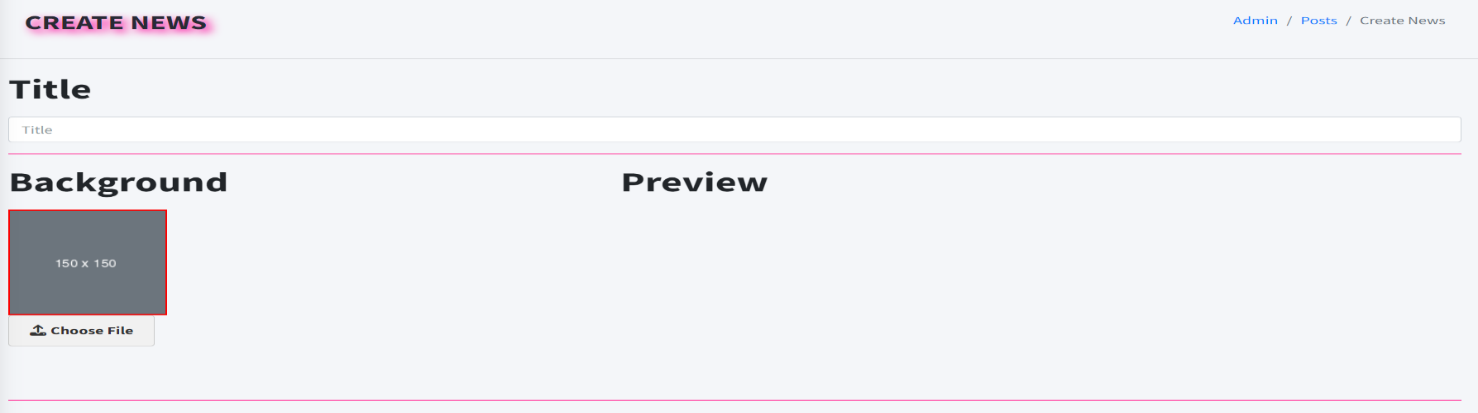 CREATE NEWS
Admin / Posts / Create News
Title
Title
Background
Preview
150 x 150
Choose File